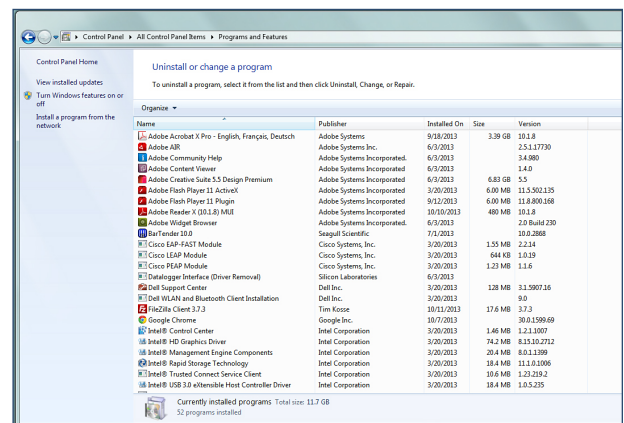 Control Panel ▸ All Control Panel Items ▸ Programs and Features
Control Panel Home
View installed updates
Turn Windows features on or
off
Install a program from the
network
Uninstall or change a program
To uninstall a program, select it from the list and then click Uninstall, Change, or Repair.
Organize
Name Publisher Installed On Size Version
Adobe Acrobat X Pro - English, Français, Deutsch Adobe Systems 9/18/2013 3.39 GB 10.1.8
Adobe AIR Adobe Systems Inc. 6/3/2013 2.5.1.17730
Adobe Community Help Adobe Systems Incorporated. 6/3/2013 3.4.980
Adobe Content Viewer Adobe Systems Incorporated 6/3/2013 1.4.0
Adobe Creative Suite 5.5 Design Premium Adobe Systems Incorporated 6/3/2013 6.83 GB 5.5
Adobe Flash Player 11 ActiveX Adobe Systems Incorporated 3/20/2013 6.00 MB 11.5.502.135
Adobe Flash Player 11 Plugin Adobe Systems Incorporated 9/12/2013 6.00 MB 11.8.800.168
Adobe Reader X (10.1.8) MUI Adobe Systems Incorporated 10/10/2013 480 MB 10.1.8
Adobe Widget Browser Adobe Systems Incorporated. 6/3/2013 2.0 Build 230
BarTender 10.0 Seagull Scientific 7/1/2013 10.0.2868
Cisco EAP-FAST Module Cisco Systems, Inc. 3/20/2013 1.55 MB 2.2.14
Cisco LEAP Module Cisco Systems, Inc. 3/20/2013 644 KB 1.0.19
Cisco PEAP Module Cisco Systems, Inc. 3/20/2013 1.23 MB 1.1.6
Datalogger Interface (Driver Removal) Silicon Laboratories 6/3/2013
Dell Support Center Dell Inc. 3/20/2013 128 MB 3.1.5907.16
Dell WLAN and Bluetooth Client Installation Dell Inc. 3/20/2013 9.0
FileZilla Client 3.7.3 Tim Kosse 10/11/2013 17.6 MB 3.7.3
Google Chrome Google Inc. 10/7/2013 30.0.1599.69
Intel® Control Center Intel Corporation 3/20/2013 1.46 MB 1.2.1.1007
Intel® HD Graphics Driver Intel Corporation 3/20/2013 74.2 MB 8.15.10.2712
Intel® Management Engine Components Intel Corporation 3/20/2013 20.4 MB 8.0.1.1399
Intel® Rapid Storage Technology Intel Corporation 3/20/2013 18.4 MB 11.1.0.1006
Intel® Trusted Connect Service Client Intel Corporation 3/20/2013 10.6 MB 1.23.219.2
Intel® USB 3.0 eXtensible Host Controller Driver Intel Corporation 3/20/2013 18.4 MB 1.0.5.235
Currently installed programs Total size: 11.7 GB
52 programs installed